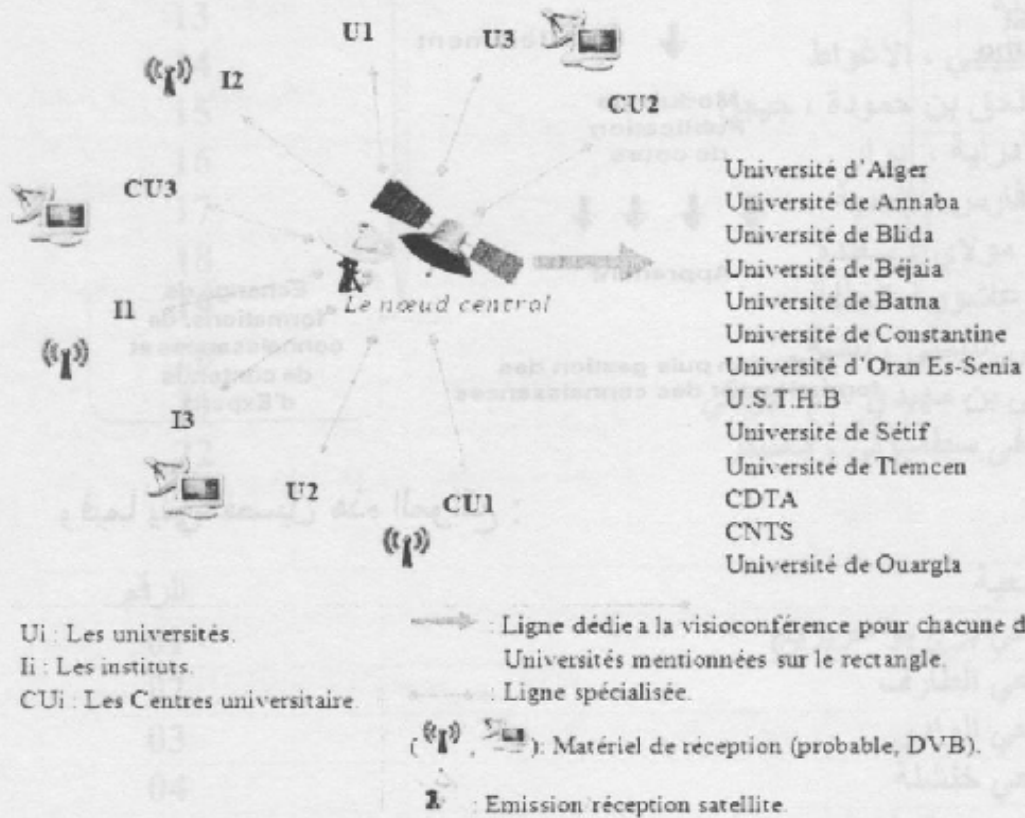 U1
U3
I2
CU2
CU3
Université d'Alger
Université de Annaba
Université de Blida
Université de Béjaia
Université de Batna
Université de Constantine
Université d'Oran Es-Senia
U.S.T.H.B
Université de Sétif
Université de Tlemcen
CDTA
CNTS
Université de Ouargla
Le nœud central
I1
I3
U2
CU1
Ui : Les universités.
Ii : Les instituts.
CUi : Les Centres universitaire.
: Ligne dédie a la visioconférence pour chacune d
Universités mentionnées sur le rectangle.
: Ligne spécialisée.
( , ): Matériel de réception (probable, DVB).
: Emission réception satellite.